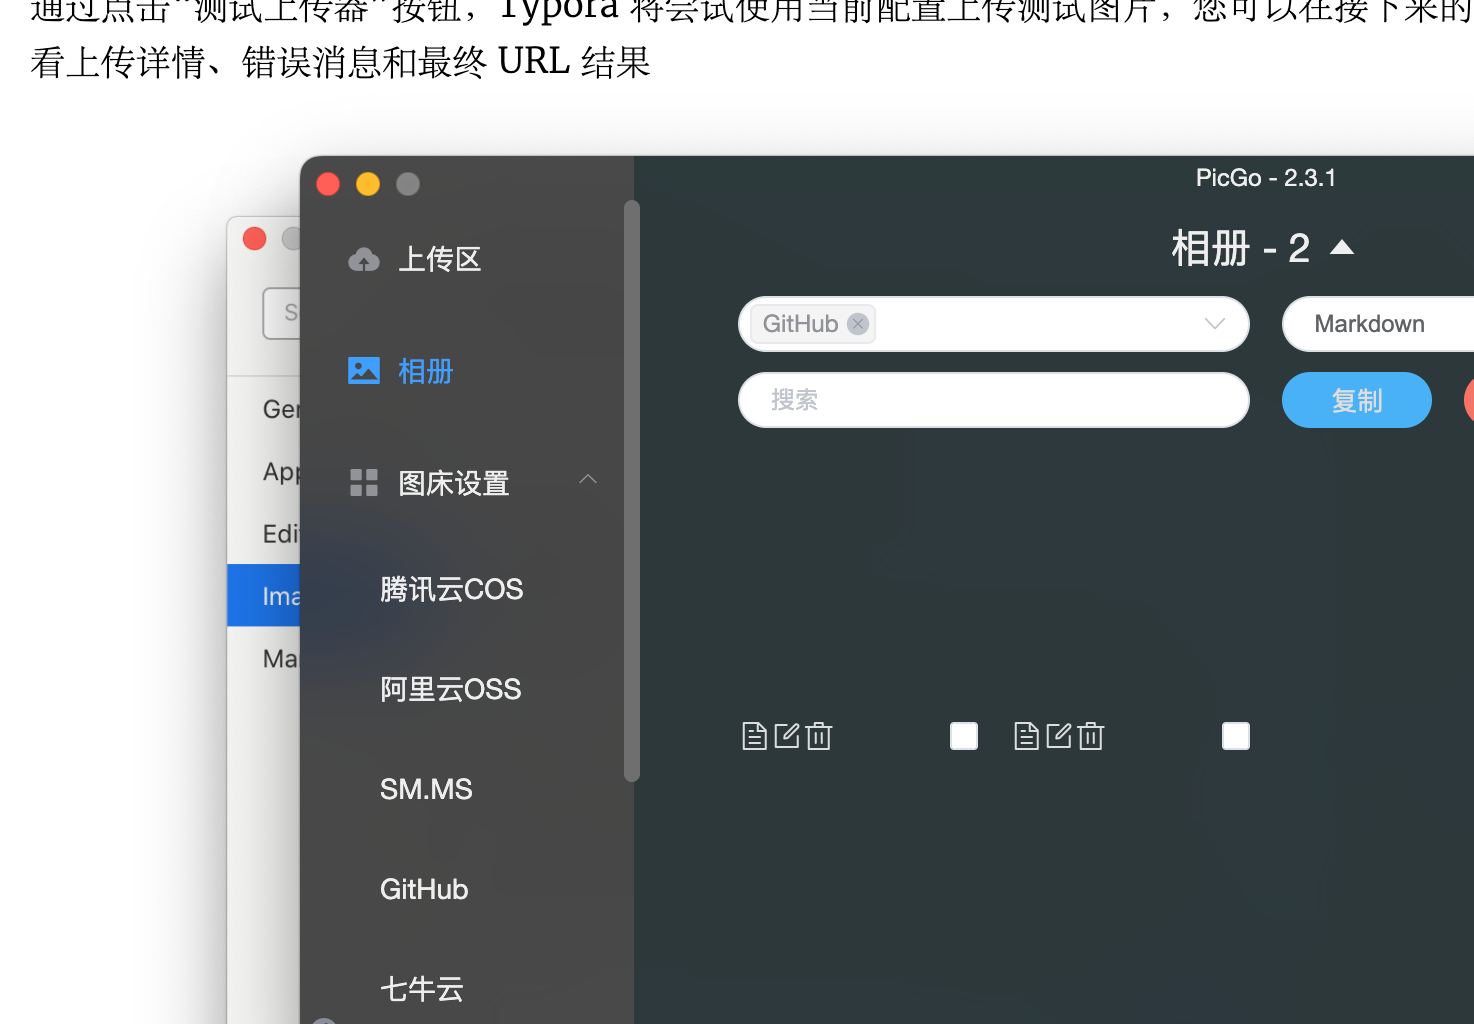 通过点击"测试上传器"按钮，Typora 将尝试使用当前配置上传测试图片，您可以在接下来的
看上传详情、错误消息和最终 URL 结果
PicGo - 2.3.1
上传区
相册 - 2
GitHub
Markdown
相册
搜索
复制
图床设置
腾讯云COS
阿里云OSS
SM.MS
GitHub
七牛云
S
Ger
App
Edi
Ima
Ma